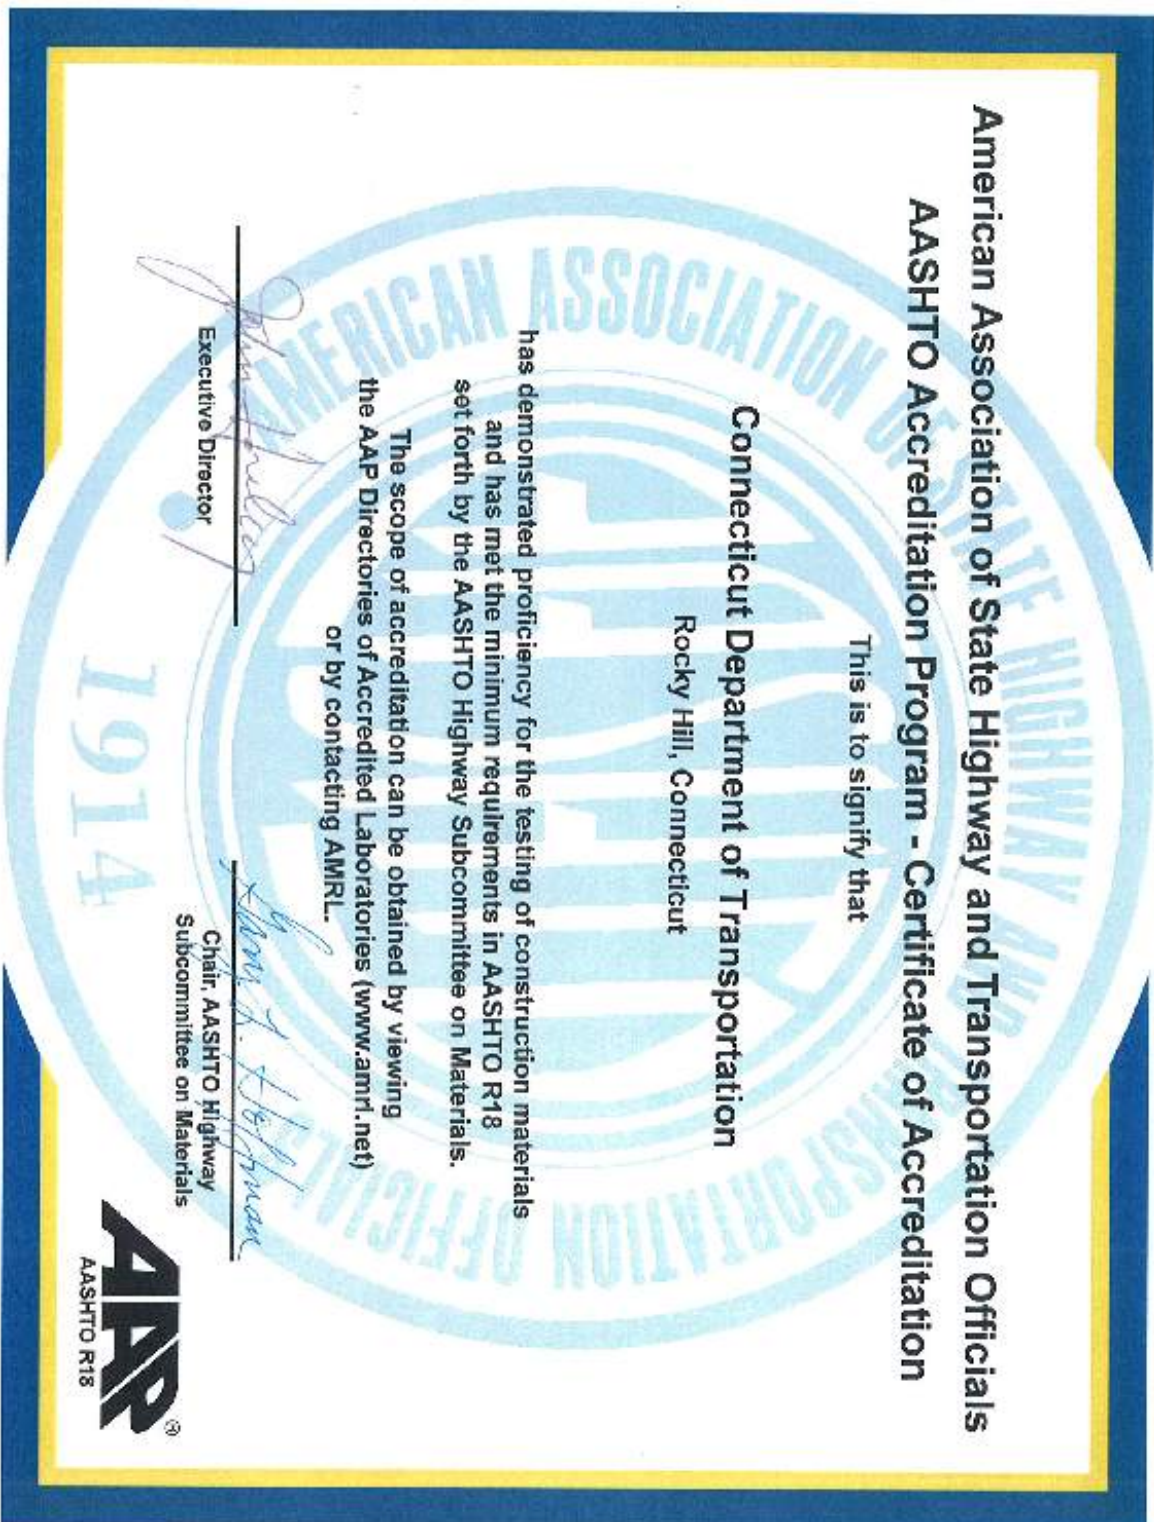 American Association of State Highway and Transportation Officials
AASHTO Accreditation Program - Certificate of Accreditation
This is to signify that
Connecticut Department of Transportation
Rocky Hill, Connecticut
has demonstrated proficiency for the testing of construction materials
and has met the minimum requirements in AASHTO R18
set forth by the AASHTO Highway Subcommittee on Materials.
The scope of accreditation can be obtained by viewing
the AAP Directories of Accredited Laboratories (www.amrl.net)
or by contacting AMRL.
Executive Director
Chair, AASHTO Highway
Subcommittee on Materials
AAP®
AASHTO R18
AMERICAN ASSOCIATION OF STATE HIGHWAY AND TRANSPORTATION OFFICIALS
AASHTO
1914